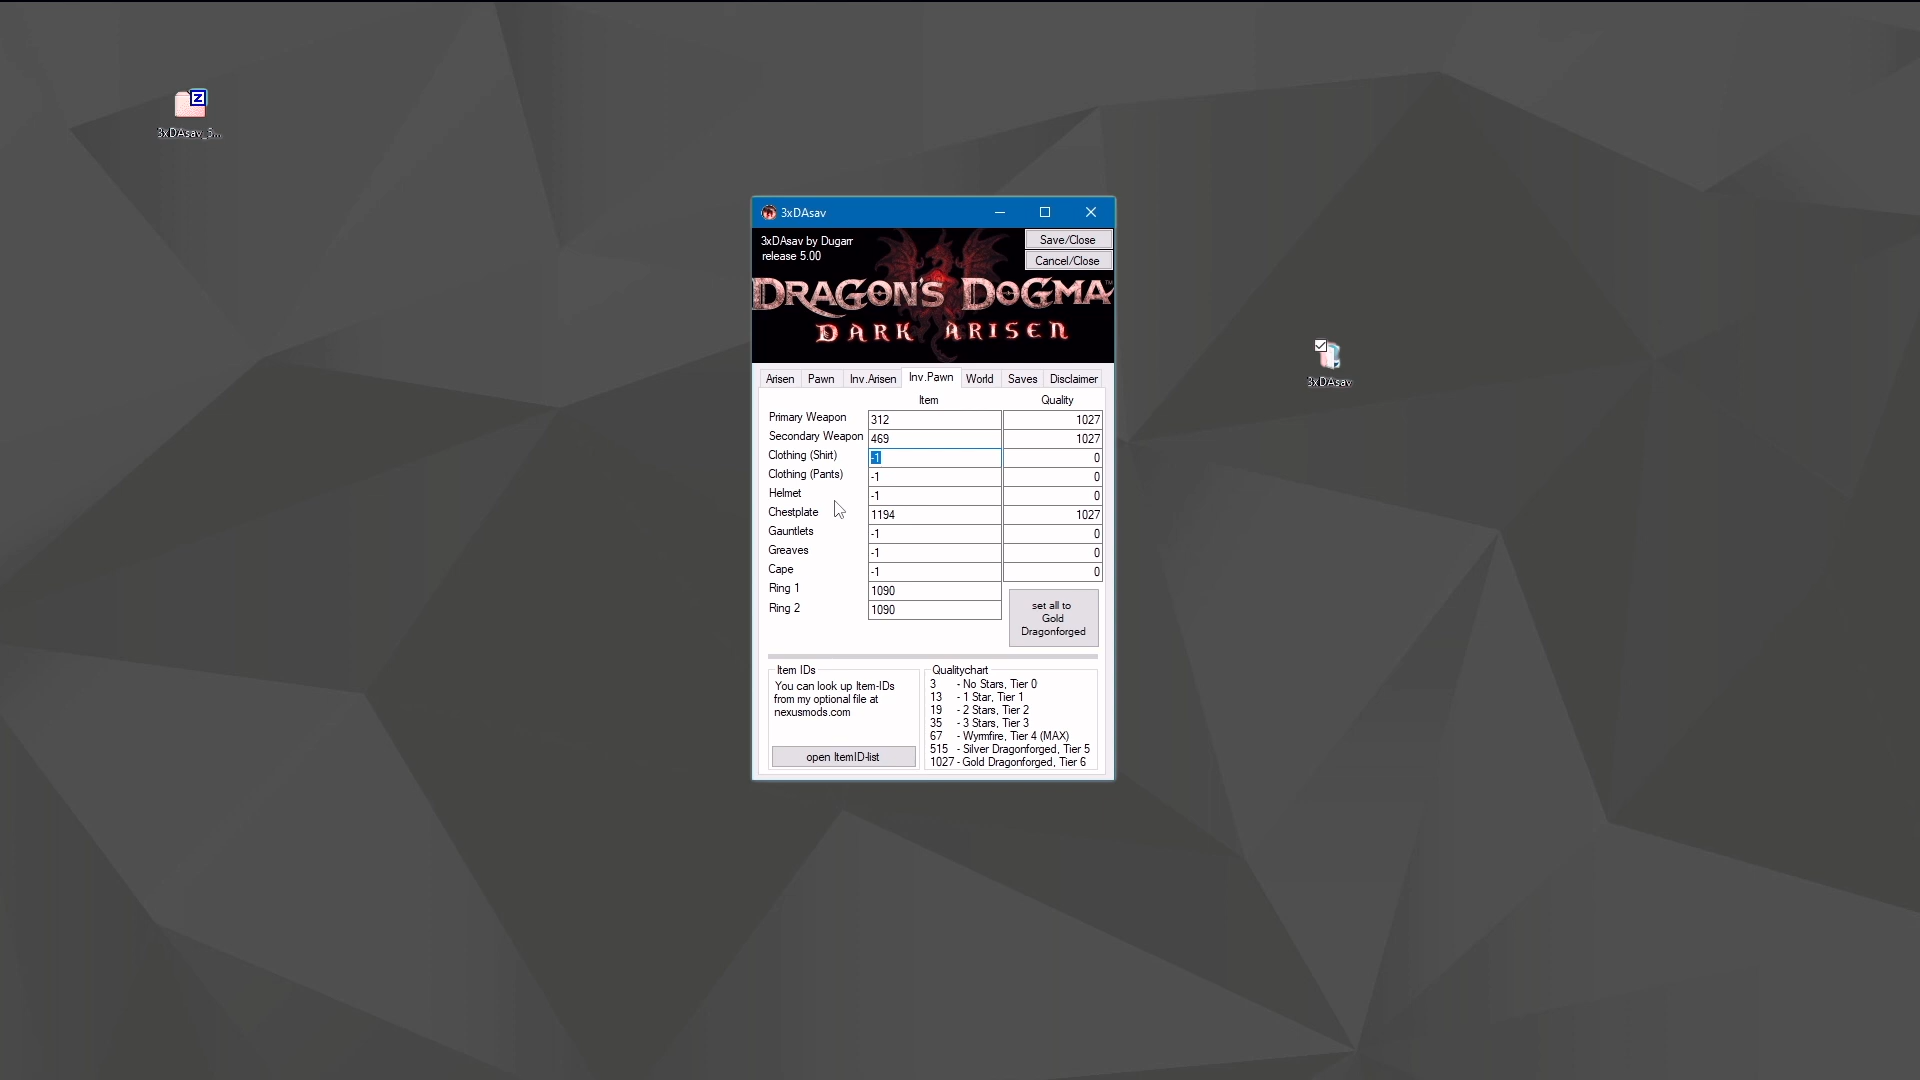 3xDAsav_5...
3xDAsav
3xDAsav by Dugarr
release 5.00
Save/Close
Cancel/Close
DRAGON'S DOGMA
DARK ARISEN
Arisen Pawn Inv.Arisen Inv.Pawn World Saves Disclaimer
Item Quality
Primary Weapon 312 1027
Secondary Weapon 469 1027
Clothing (Shirt) -1 0
Clothing (Pants) -1 0
Helmet -1 0
Chestplate 1194 1027
Gauntlets -1 0
Greaves -1 0
Cape -1 0
Ring 1 1090
Ring 2 1090
set all to
Gold
Dragonforged
Item IDs
You can look up Item-IDs
from my optional file at
nexusmods.com
open ItemID-list
Qualitychart
3 - No Stars, Tier 0
13 - 1 Star, Tier 1
19 - 2 Stars, Tier 2
35 - 3 Stars, Tier 3
67 - Wyrmfire, Tier 4 (MAX)
515 - Silver Dragonforged, Tier 5
1027 - Gold Dragonforged, Tier 6
3xDAsav